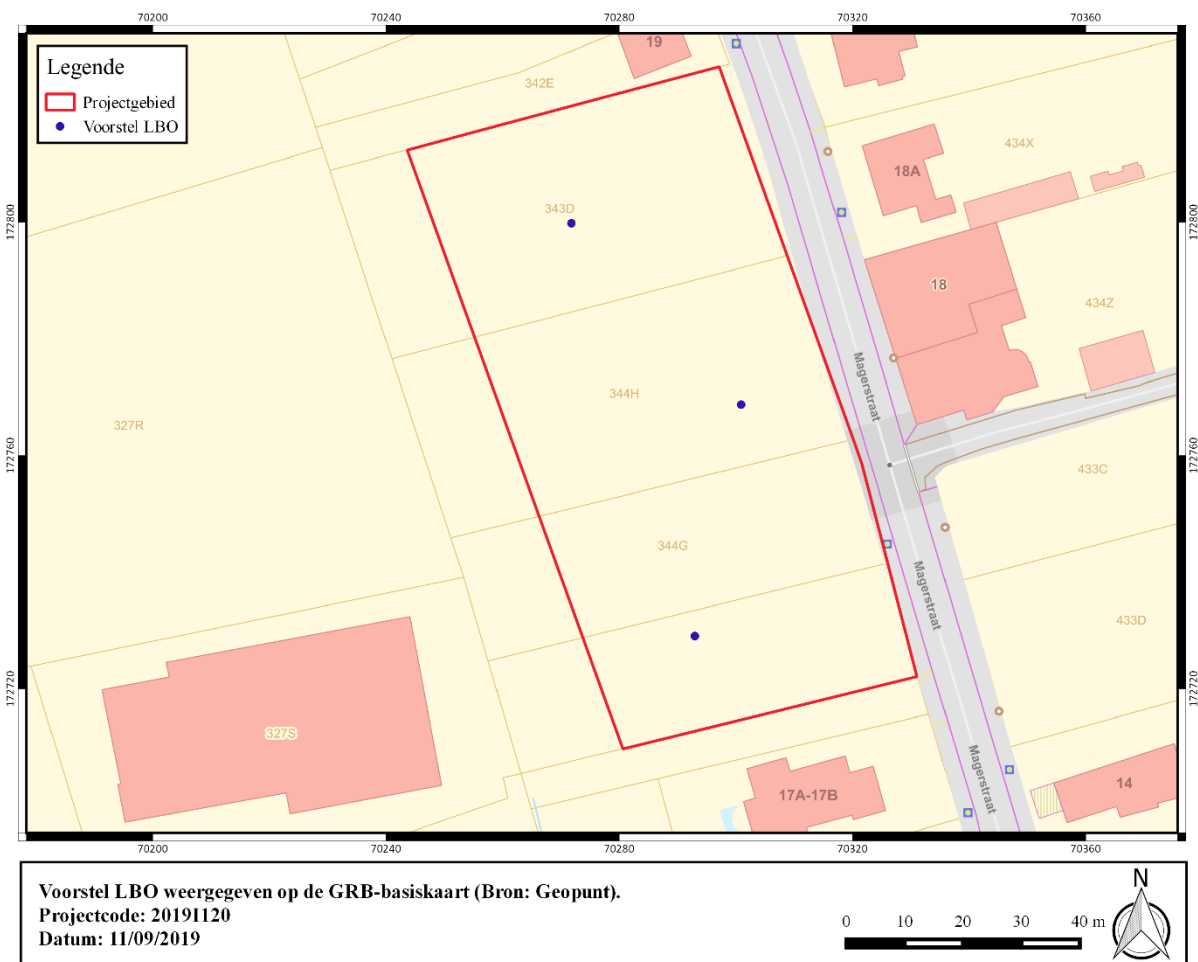 70200 70240 70280 70320 70360
Legende
Projectgebied
Voorstel LBO
19
342E
434X
18A
343D
172800 172800
18
434Z
344H
Magerstraat
327R
172760 172760
433C
344G
Magerstraat
433D
172720 172720
327S
Magerstraat
17A-17B
14
70200 70240 70280 70320 70360
Voorstel LBO weergegeven op de GRB-basiskaart (Bron: Geopunt).
Projectcode: 2019I120
Datum: 11/09/2019
N
0 10 20 30 40 m